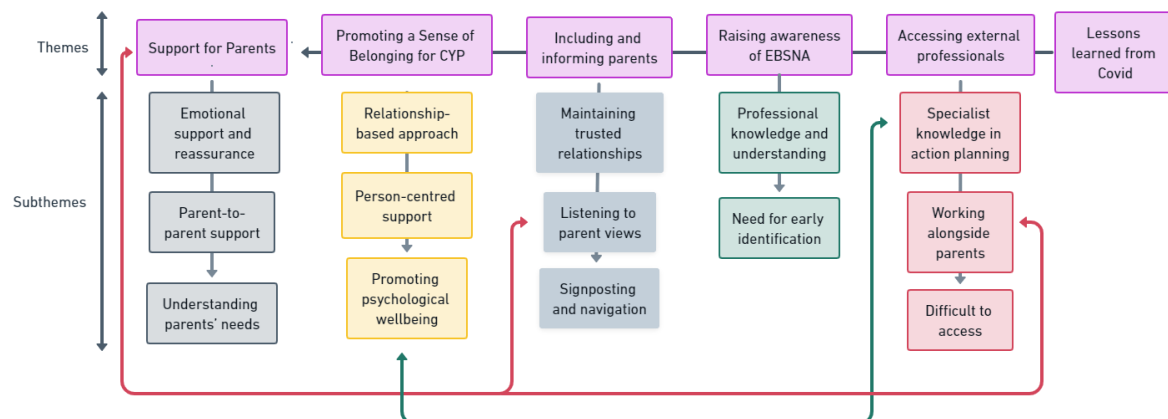 Themes
Support for Parents
Promoting a Sense of
Belonging for CYP
Including and
informing parents
Raising awareness
of EBSNA
Accessing external
professionals
Lessons
learned from
Covid
Subthemes
Emotional
support and
reassurance
Parent-to-
parent support
Understanding
parents' needs
Relationship-
based approach
Person-centred
support
Promoting
psychological
wellbeing
Maintaining
trusted
relationships
Listening to
parent views
Signposting
and navigation
Professional
knowledge and
understanding
Need for early
identification
Specialist
knowledge in
action planning
Working
alongside
parents
Difficult to
access